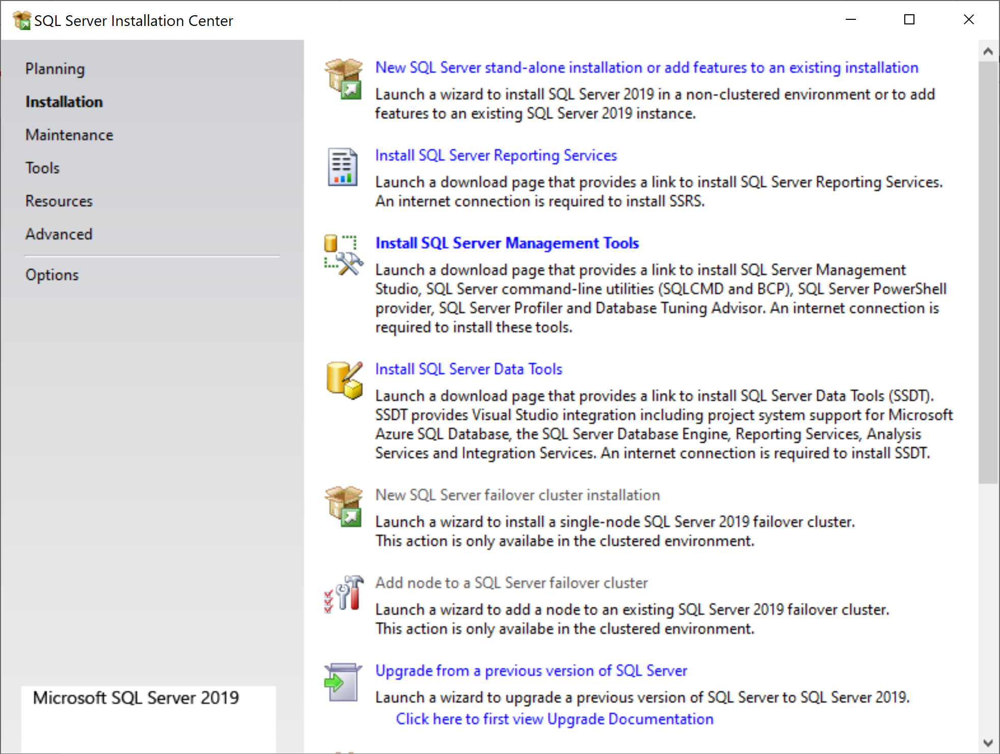 SQL Server Installation Center
Planning
Installation
Maintenance
Tools
Resources
Advanced
Options
Microsoft SQL Server 2019
New SQL Server stand-alone installation or add features to an existing installation
Launch a wizard to install SQL Server 2019 in a non-clustered environment or to add
features to an existing SQL Server 2019 instance.
Install SQL Server Reporting Services
Launch a download page that provides a link to install SQL Server Reporting Services.
An internet connection is required to install SSRS.
Install SQL Server Management Tools
Launch a download page that provides a link to install SQL Server Management
Studio, SQL Server command-line utilities (SQLCMD and BCP), SQL Server PowerShell
provider, SQL Server Profiler and Database Tuning Advisor. An internet connection is
required to install these tools.
Install SQL Server Data Tools
Launch a download page that provides a link to install SQL Server Data Tools (SSDT).
SSDT provides Visual Studio integration including project system support for Microsoft
Azure SQL Database, the SQL Server Database Engine, Reporting Services, Analysis
Services and Integration Services. An internet connection is required to install SSDT.
New SQL Server failover cluster installation
Launch a wizard to install a single-node SQL Server 2019 failover cluster.
This action is only availabe in the clustered environment.
Add node to a SQL Server failover cluster
Launch a wizard to add a node to an existing SQL Server 2019 failover cluster.
This action is only availabe in the clustered environment.
Upgrade from a previous version of SQL Server
Launch a wizard to upgrade a previous version of SQL Server to SQL Server 2019.
Click here to first view Upgrade Documentation